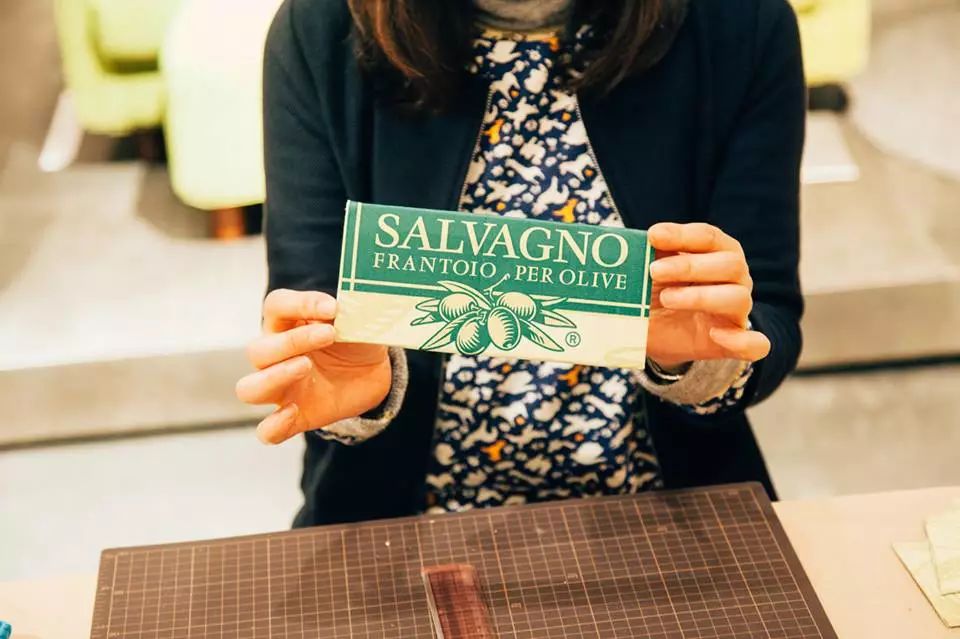 SALVAGNO
FRANTOIO PER OLIVE
®